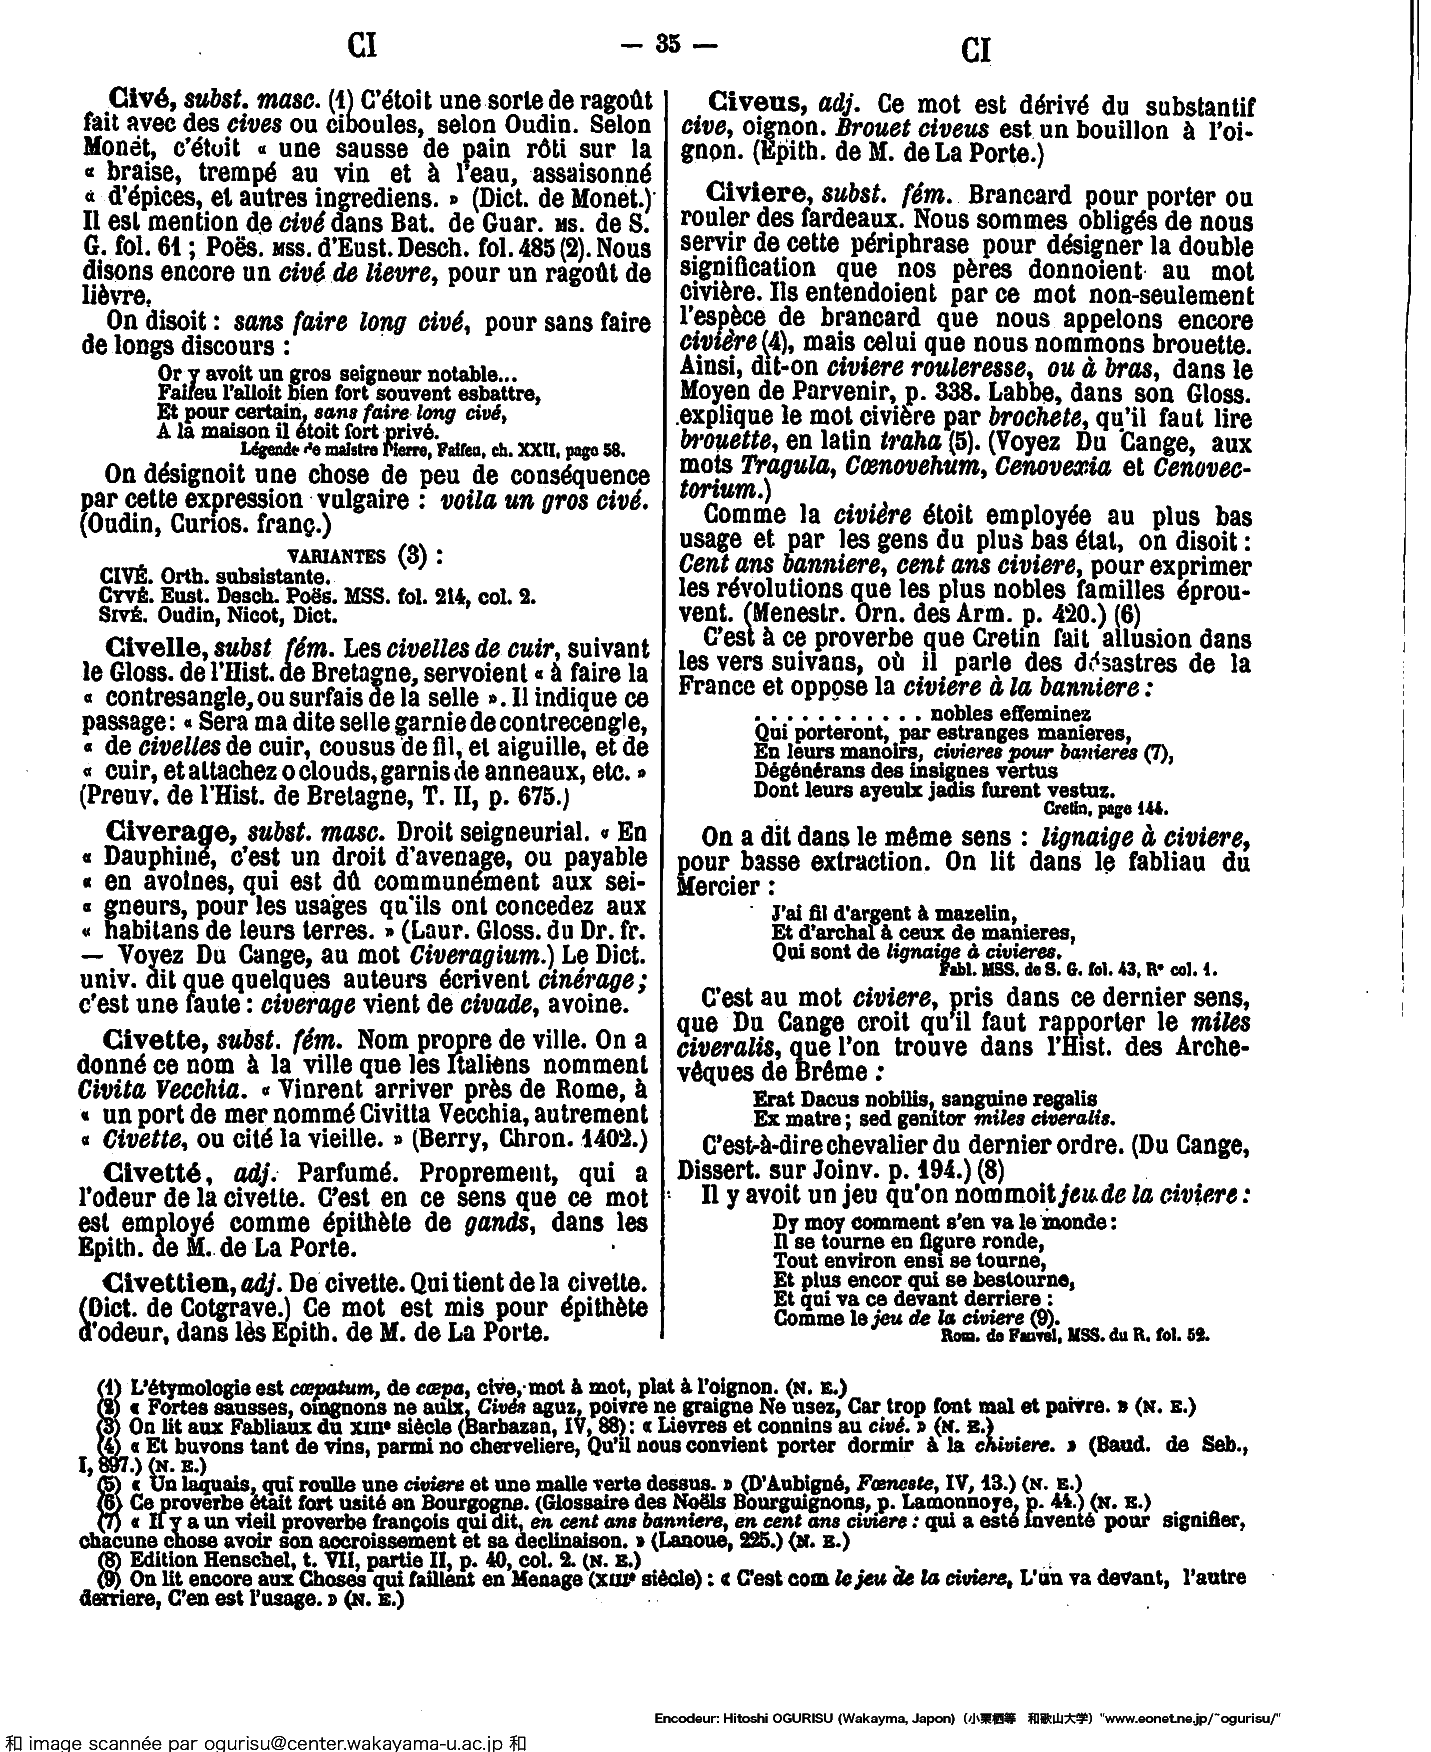 CI
— 35 —
CI
Civé, subst. masc. (1) C'étoit une sorte de ragoût
fait avec des cives ou ciboules, selon Oudin. Selon
Monet, c'étoit « une sausse de pain rôti sur la
« braise, trempé au vin et à l'eau, assaisonné
« d'épices, et autres ingrediens. » (Dict. de Monet.)
Il est mention de civé dans Bat. de Guar. MS. de S.
G. fol. 61 ; Poës. MSS. d'Eust. Desch. fol. 485 (2). Nous
disons encore un civé de lievre, pour un ragoût de
lièvre.
On disoit : sans faire long civé, pour sans faire
de longs discours :
Or y avoit un gros seigneur notable...
Faifeu l'alloit bien fort souvent esbattre,
Et pour certain, sans faire long civé,
A la maison il étoit fort privé.
Légende de maistre Pierre, Faifeu, ch. XXII, page 58.
On désignoit une chose de peu de conséquence
par cette expression vulgaire : voila un gros civé.
(Oudin, Curios. franç.)
VARIANTES (3) :
CIVÉ. Orth. subsistante.
CYVÉ. Eust. Desch. Poës. MSS. fol. 214, col. 2.
SIVÉ. Oudin, Nicot, Dict.
Civelle, subst fém. Les civelles de cuir, suivant
le Gloss. de l'Hist. de Bretagne, servoient « à faire la
« contresangle, ou surfais de la selle ». Il indique ce
passage : « Sera ma dite selle garnie de contrecengle,
« de civelles de cuir, cousus de fil, et aiguille, et de
« cuir, et attachez o clouds, garnis de anneaux, etc. »
(Preuv. de l'Hist. de Bretagne, T. II, p. 675.)
Civerage, subst. masc. Droit seigneurial. « En
« Dauphiné, c'est un droit d'avenage, ou payable
« en avoines, qui est dû communément aux sei-
« gneurs, pour les usages qu'ils ont concedez aux
« habitans de leurs terres. » (Laur. Gloss. du Dr. fr.
— Voyez Du Cange, au mot Civeragium.) Le Dict.
univ. dit que quelques auteurs écrivent cinérage ;
c'est une faute : civerage vient de civade, avoine.
Civette, subst. fém. Nom propre de ville. On a
donné ce nom à la ville que les Italiens nomment
Civita Vecchia. « Vinrent arriver près de Rome, à
« un port de mer nommé Civitta Vecchia, autrement
« Civette, ou cité la vieille. » (Berry, Chron. 1402.)
Civetté, adj. Parfumé. Proprement, qui a
l'odeur de la civette. C'est en ce sens que ce mot
est employé comme épithète de gands, dans les
Epith. de M. de La Porte.
Civettien, adj. De civette. Qui tient de la civette.
(Dict. de Cotgrave.) Ce mot est mis pour épithète
d'odeur, dans les Epith. de M. de La Porte.
Civeus, adj. Ce mot est dérivé du substantif
cive, oignon. Brouet civeus est un bouillon à l'oi-
gnon. (Epith. de M. de La Porte.)
Civiere, subst. fém. Brancard pour porter ou
rouler des fardeaux. Nous sommes obligés de nous
servir de cette périphrase pour désigner la double
signification que nos pères donnoient au mot
civière. Ils entendoient par ce mot non-seulement
l'espèce de brancard que nous appelons encore
civière (4), mais celui que nous nommons brouette.
Ainsi, dit-on civiere rouleresse, ou à bras, dans le
Moyen de Parvenir, p. 338. Labbe, dans son Gloss.
explique le mot civière par brochete, qu'il faut lire
brouette, en latin traha (5). (Voyez Du Cange, aux
mots Tragula, Cœnovehum, Cenovexia et Cenovec-
torium.)
Comme la civière étoit employée au plus bas
usage et par les gens du plus bas état, on disoit :
Cent ans banniere, cent ans civiere, pour exprimer
les révolutions que les plus nobles familles éprou-
vent. (Menestr. Orn. des Arm. p. 420.) (6)
C'est à ce proverbe que Cretin fait allusion dans
les vers suivans, où il parle des désastres de la
France et oppose la civiere à la banniere :
. . . . . . . . . . . nobles effeminez
Qui porteront, par estranges manieres,
En leurs manoirs, civieres pour banieres (7),
Dégénérans des insignes vertus
Dont leurs ayeulx jadis furent vestuz.
Cretin, page 144.
On a dit dans le même sens : lignaige à civiere,
pour basse extraction. On lit dans le fabliau du
Mercier :
J'ai fil d'argent à mazelin,
Et d'archal à ceux de manieres,
Qui sont de lignaige à civieres.
Fabl. MSS. de S. G. fol. 43, R° col. 1.
C'est au mot civiere, pris dans ce dernier sens,
que Du Cange croit qu'il faut rapporter le miles
civeralis, que l'on trouve dans l'Hist. des Arche-
vêques de Brême :
Erat Dacus nobilis, sanguine regalis
Ex matre ; sed genitor miles civeralis.
C'est-à-dire chevalier du dernier ordre. (Du Cange,
Dissert. sur Joinv. p. 194.) (8)
Il y avoit un jeu qu'on nommoit jeu de la civiere :
Dy moy comment s'en va le monde :
Il se tourne en figure ronde,
Tout environ ensi se tourne,
Et plus encor qui se bestourne,
Et qui va ce devant derriere :
Comme le jeu de la civiere (9).
Rom. de Fauvel, MSS. du R. fol. 52.
(1) L'étymologie est cœpatum, de cœpa, cive, mot à mot, plat à l'oignon. (N. E.)
(2) « Fortes sausses, oingnons ne aulx, Civés aguz, poivre ne graigne Ne usez, Car trop font mal et paivre. » (N. E.)
(3) On lit aux Fabliaux du XIIIe siècle (Barbazan, IV, 88) : « Lievres et connins au civé. » (N. E.)
(4) « Et buvons tant de vins, parmi no cherveliere, Qu'il nous convient porter dormir à la chiviere. » (Baud. de Seb.,
I, 897.) (N. E.)
(5) « Un laquais, qui roulle une civiere et une malle verte dessus. » (D'Aubigné, Fœneste, IV, 13.) (N. E.)
(6) Ce proverbe était fort usité en Bourgogne. (Glossaire des Noëls Bourguignons, p. Lamonnoye, p. 44.) (N. E.)
(7) « Il y a un vieil proverbe françois qui dit, en cent ans banniere, en cent ans civiere : qui a esté inventé pour signifier,
chacune chose avoir son accroissement et sa declinaison. » (Lanoue, 225.) (N. E.)
(8) Edition Henschel, t. VII, partie II, p. 40, col. 2. (N. E.)
(9) On lit encore aux Choses qui faillent en Menage (XIIIe siècle) : « C'est com le jeu de la civiere, L'un va devant, l'autre
derriere, C'en est l'usage. » (N. E.)
Encodeur: Hitoshi OGURISU (Wakayma, Japon) (小栗栖等 和歌山大学) "www.eonet.ne.jp/~ogurisu/"
和 image scannée par ogurisu@center.wakayama-u.ac.jp 和